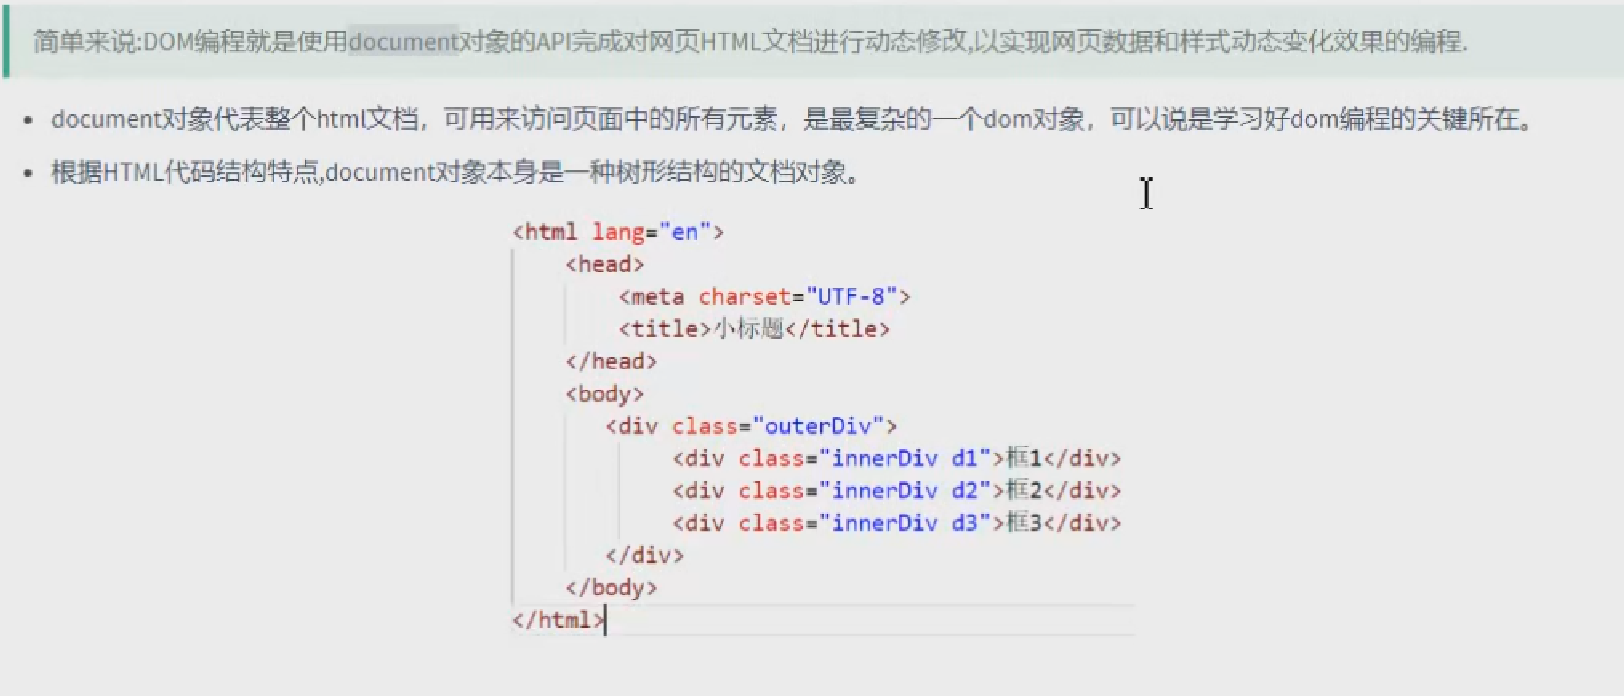 简单来说:DOM编程就是使用document对象的API完成对网页HTML文档进行动态修改,以实现网页数据和样式动态变化效果的编程.
• document对象代表整个html文档，可用来访问页面中的所有元素，是最复杂的一个dom对象，可以说是学习好dom编程的关键所在。
• 根据HTML代码结构特点,document对象本身是一种树形结构的文档对象。
<html lang="en">
<head>
<meta charset="UTF-8">
<title>小标题</title>
</head>
<body>
<div class="outerDiv">
<div class="innerDiv d1">框1</div>
<div class="innerDiv d2">框2</div>
<div class="innerDiv d3">框3</div>
</div>
</body>
</html>